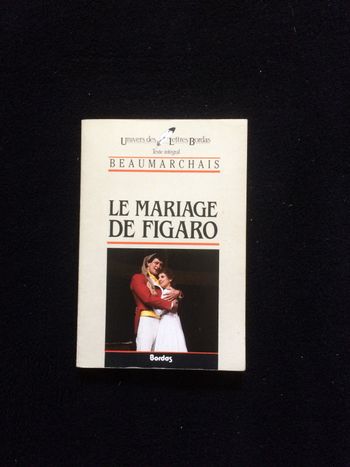 Univers des Lettres Bordas
Texte intégral
BEAUMARCHAIS
LE MARIAGE
DE FIGARO
Bordas